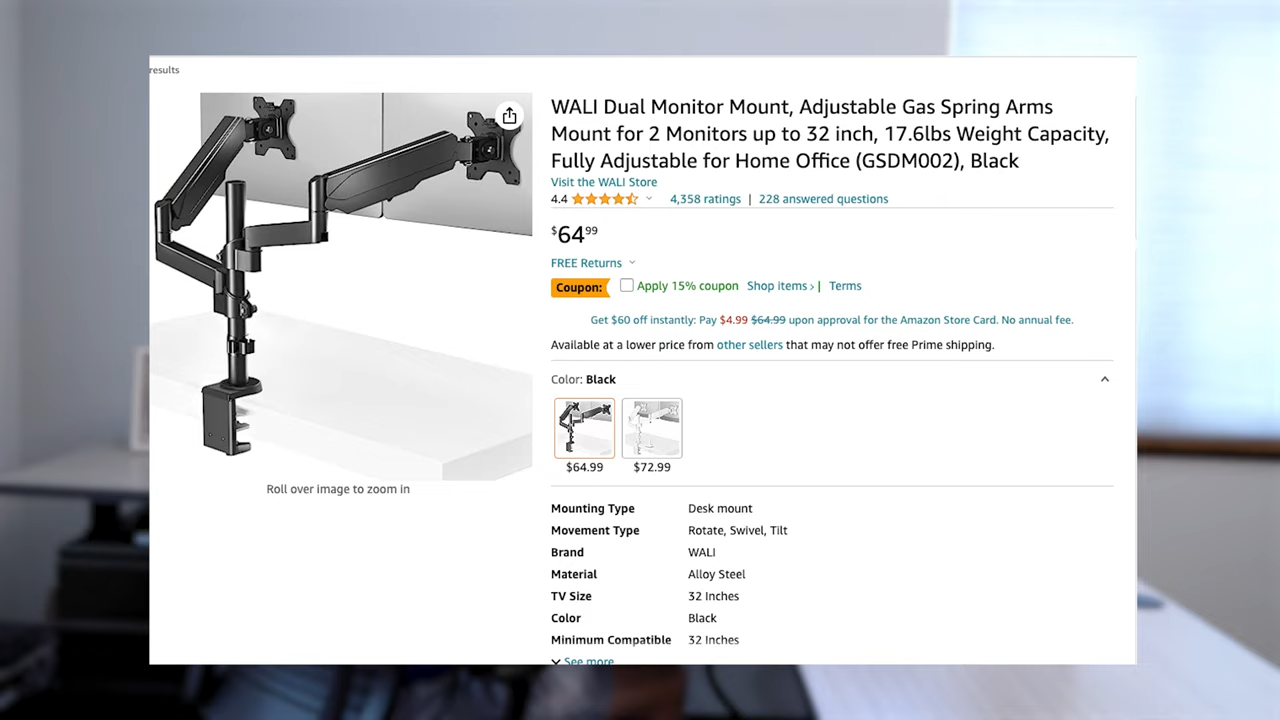 results
WALI Dual Monitor Mount, Adjustable Gas Spring Arms
Mount for 2 Monitors up to 32 inch, 17.6lbs Weight Capacity,
Fully Adjustable for Home Office (GSDM002), Black
Visit the WALI Store
4.4 4,358 ratings | 228 answered questions
$64.99
FREE Returns
Coupon: Apply 15% coupon Shop items › | Terms
Get $60 off instantly: Pay $4.99 $64.99 upon approval for the Amazon Store Card. No annual fee.
Available at a lower price from other sellers that may not offer free Prime shipping.
Color: Black
$64.99 $72.99
Roll over image to zoom in
Mounting Type Desk mount
Movement Type Rotate, Swivel, Tilt
Brand WALI
Material Alloy Steel
TV Size 32 Inches
Color Black
Minimum Compatible 32 Inches
See more